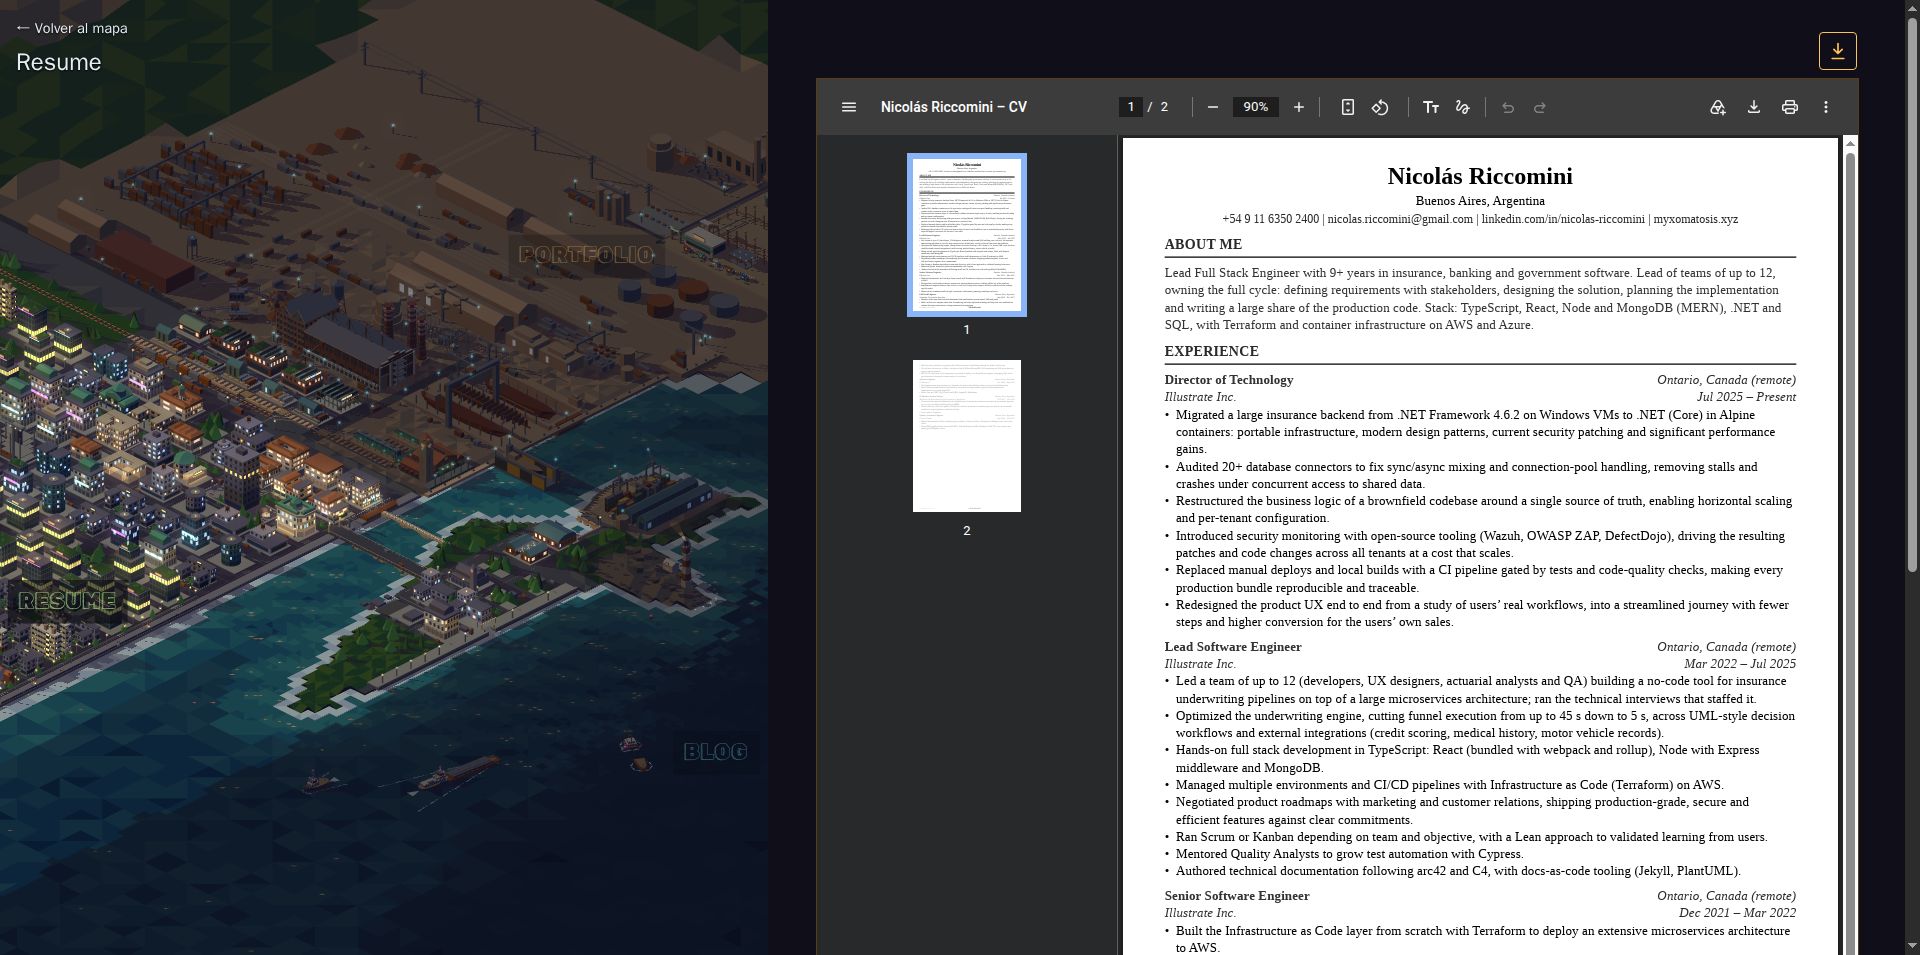 ← Volver al mapa
Resume
PORTFOLIO
RESUME
BLOG
Nicolás Riccomini – CV
1 / 2
90%
1
2
Nicolás Riccomini
Buenos Aires, Argentina
+54 9 11 6350 2400 | nicolas.riccomini@gmail.com | linkedin.com/in/nicolas-riccomini | myxomatosis.xyz
ABOUT ME
Lead Full Stack Engineer with 9+ years in insurance, banking and government software. Lead of teams of up to 12,
owning the full cycle: defining requirements with stakeholders, designing the solution, planning the implementation
and writing a large share of the production code. Stack: TypeScript, React, Node and MongoDB (MERN), .NET and
SQL, with Terraform and container infrastructure on AWS and Azure.
EXPERIENCE
Director of Technology Ontario, Canada (remote)
Illustrate Inc. Jul 2025 – Present
• Migrated a large insurance backend from .NET Framework 4.6.2 on Windows VMs to .NET (Core) in Alpine
containers: portable infrastructure, modern design patterns, current security patching and significant performance
gains.
• Audited 20+ database connectors to fix sync/async mixing and connection-pool handling, removing stalls and
crashes under concurrent access to shared data.
• Restructured the business logic of a brownfield codebase around a single source of truth, enabling horizontal scaling
and per-tenant configuration.
• Introduced security monitoring with open-source tooling (Wazuh, OWASP ZAP, DefectDojo), driving the resulting
patches and code changes across all tenants at a cost that scales.
• Replaced manual deploys and local builds with a CI pipeline gated by tests and code-quality checks, making every
production bundle reproducible and traceable.
• Redesigned the product UX end to end from a study of users’ real workflows, into a streamlined journey with fewer
steps and higher conversion for the users’ own sales.
Lead Software Engineer Ontario, Canada (remote)
Illustrate Inc. Mar 2022 – Jul 2025
• Led a team of up to 12 (developers, UX designers, actuarial analysts and QA) building a no-code tool for insurance
underwriting pipelines on top of a large microservices architecture; ran the technical interviews that staffed it.
• Optimized the underwriting engine, cutting funnel execution from up to 45 s down to 5 s, across UML-style decision
workflows and external integrations (credit scoring, medical history, motor vehicle records).
• Hands-on full stack development in TypeScript: React (bundled with webpack and rollup), Node with Express
middleware and MongoDB.
• Managed multiple environments and CI/CD pipelines with Infrastructure as Code (Terraform) on AWS.
• Negotiated product roadmaps with marketing and customer relations, shipping production-grade, secure and
efficient features against clear commitments.
• Ran Scrum or Kanban depending on team and objective, with a Lean approach to validated learning from users.
• Mentored Quality Analysts to grow test automation with Cypress.
• Authored technical documentation following arc42 and C4, with docs-as-code tooling (Jekyll, PlantUML).
Senior Software Engineer Ontario, Canada (remote)
Illustrate Inc. Dec 2021 – Mar 2022
• Built the Infrastructure as Code layer from scratch with Terraform to deploy an extensive microservices architecture
to AWS.